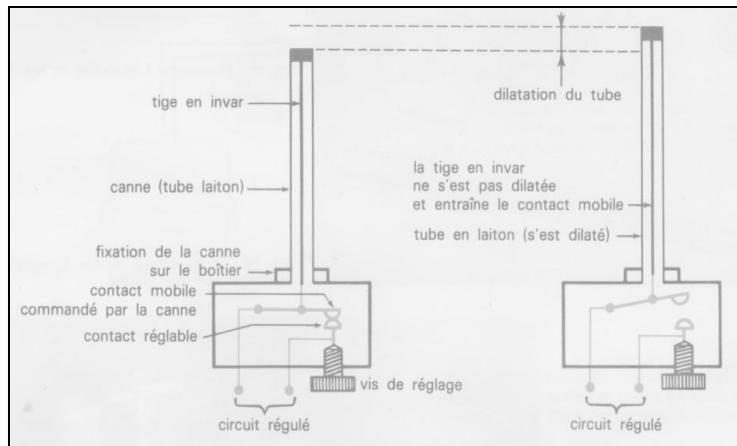 tige en invar
canne (tube laiton)
fixation de la canne
sur le boîtier
contact mobile
commandé par la canne
contact réglable
vis de réglage
circuit régulé
dilatation du tube
la tige en invar
ne s'est pas dilatée
et entraîne le contact mobile
tube en laiton (s'est dilaté)
circuit régulé